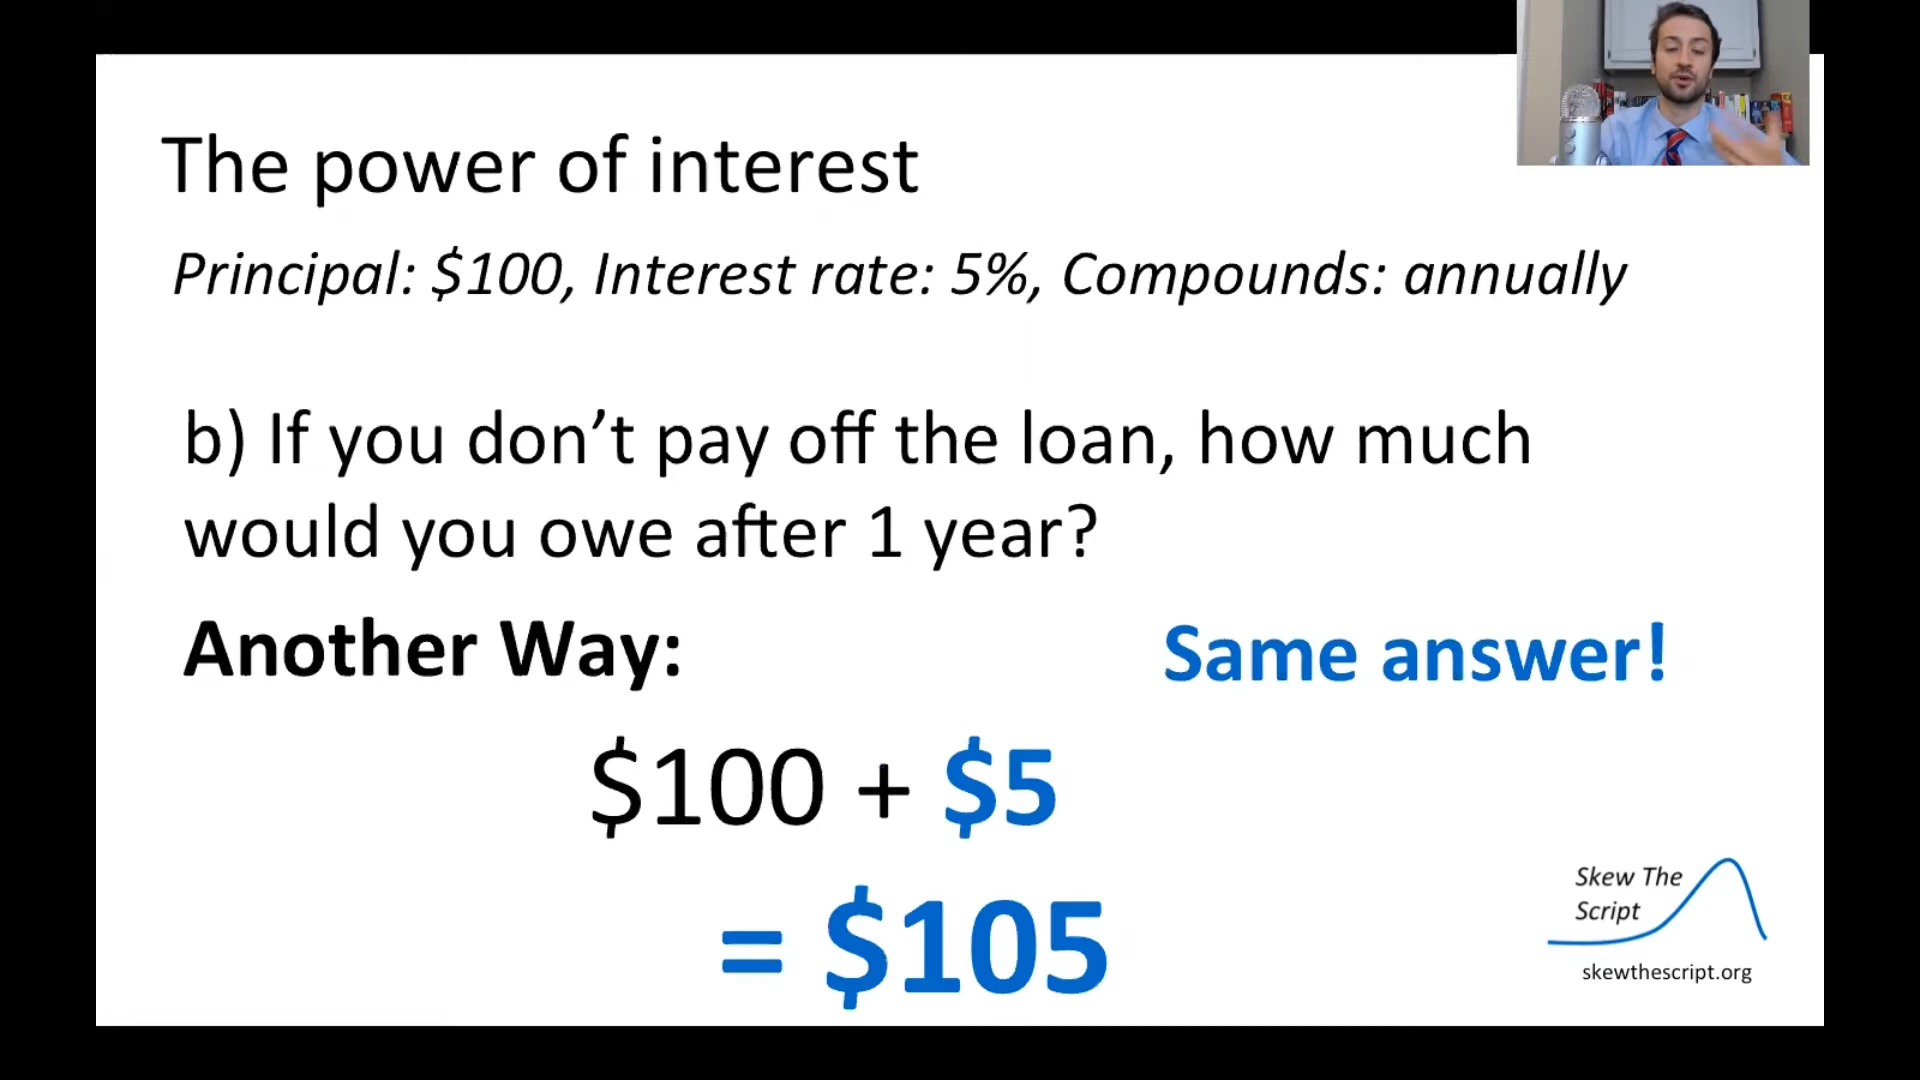 The power of interest
Principal: $100, Interest rate: 5%, Compounds: annually
b) If you don’t pay off the loan, how much
would you owe after 1 year?
Another Way:
Same answer!
$100 + $5
= $105
Skew The
Script
skewthescript.org